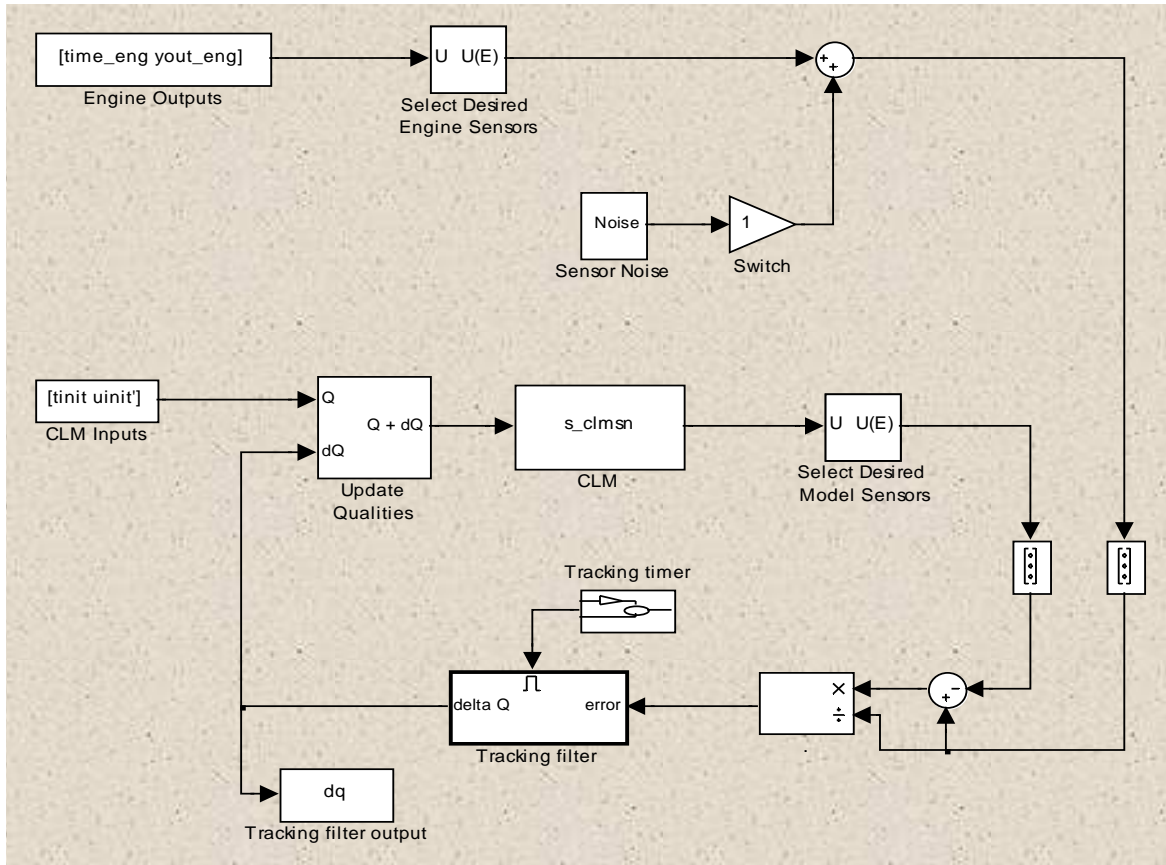 [time_eng yout_eng]
Engine Outputs
U U(E)
Select Desired
Engine Sensors
+
+
Noise
Sensor Noise
1
Switch
[tinit uinit']
CLM Inputs
Q
dQ
Q + dQ
Update
Qualities
s_clmsn
CLM
U U(E)
Select Desired
Model Sensors
Tracking timer
delta Q
error
Tracking filter
×
÷
.
+
-
dq
Tracking filter output